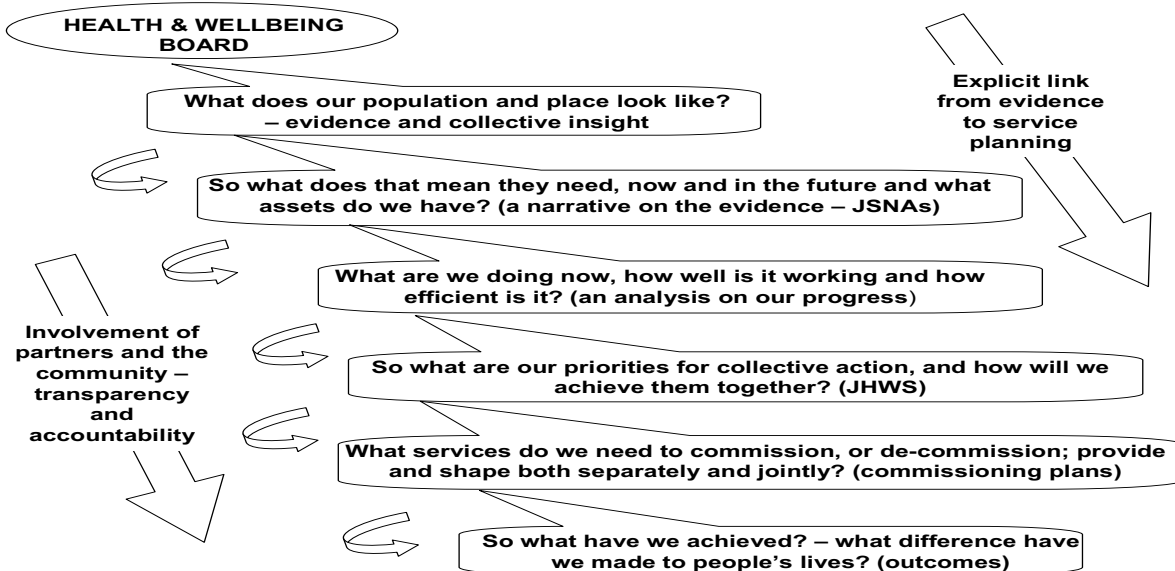 HEALTH & WELLBEING
BOARD
What does our population and place look like?
– evidence and collective insight
Explicit link
from evidence
to service
planning
So what does that mean they need, now and in the future and what
assets do we have? (a narrative on the evidence – JSNAs)
What are we doing now, how well is it working and how
efficient is it? (an analysis on our progress)
Involvement of
partners and the
community –
transparency
and
accountability
So what are our priorities for collective action, and how will we
achieve them together? (JHWS)
What services do we need to commission, or de-commission; provide
and shape both separately and jointly? (commissioning plans)
So what have we achieved? – what difference have
we made to people’s lives? (outcomes)